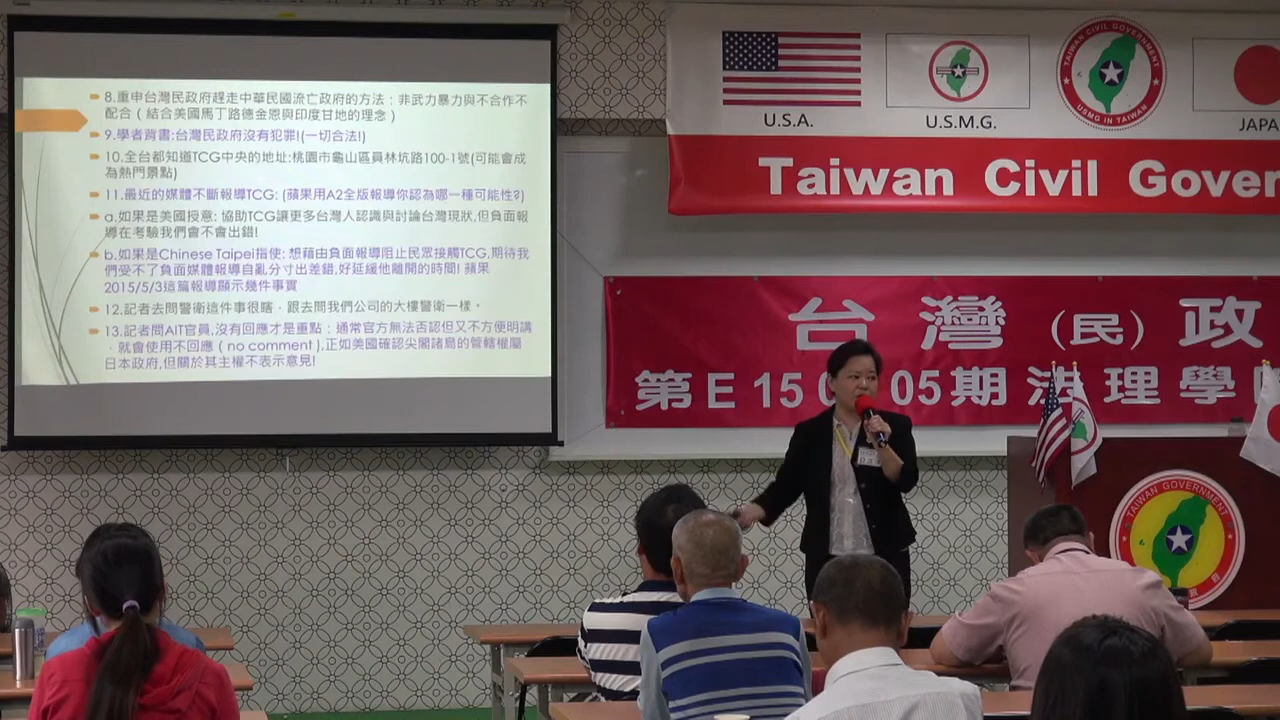 8.重申台灣民政府趕走中華民國流亡政府的方法：非武力暴力與不合作不
配合（結合美國馬丁路德金恩與印度甘地的理念）
9.學者背書:台灣民政府沒有犯罪!(一切合法!)
10.全台都知道TCG中央的地址:桃園市龜山區員林坑路100-1號(可能會成
為熱門景點)
11.最近的媒體不斷報導TCG: (蘋果用A2全版報導你認為哪一種可能性?)
a.如果是美國授意: 協助TCG讓更多台灣人認識與討論台灣現狀,但負面報
導在考驗我們會不會出錯!
b.如果是Chinese Taipei指使: 想藉由負面報導阻止民眾接觸TCG,期待我
們受不了負面媒體報導自亂分寸出差錯,好延緩他離開的時間! 蘋果
2015/5/3這篇報導顯示幾件事實
12.記者去問警衛這件事很瞎，跟去問我們公司的大樓警衛一樣。
13.記者問AIT官員,沒有回應才是重點：通常官方無法否認但又不方便明講
，就會使用不回應（no comment）,正如美國確認尖閣諸島的管轄權屬
日本政府,但關於其主權不表示意見!
U.S.A.
U.S.M.G.
TAIWAN CIVIL GOVERNMENT
USMG IN TAIWAN
JAPA
Taiwan Civil Gover
台灣(民)政
第E15 05期法理學
TAIWAN GOVERNMENT
政府